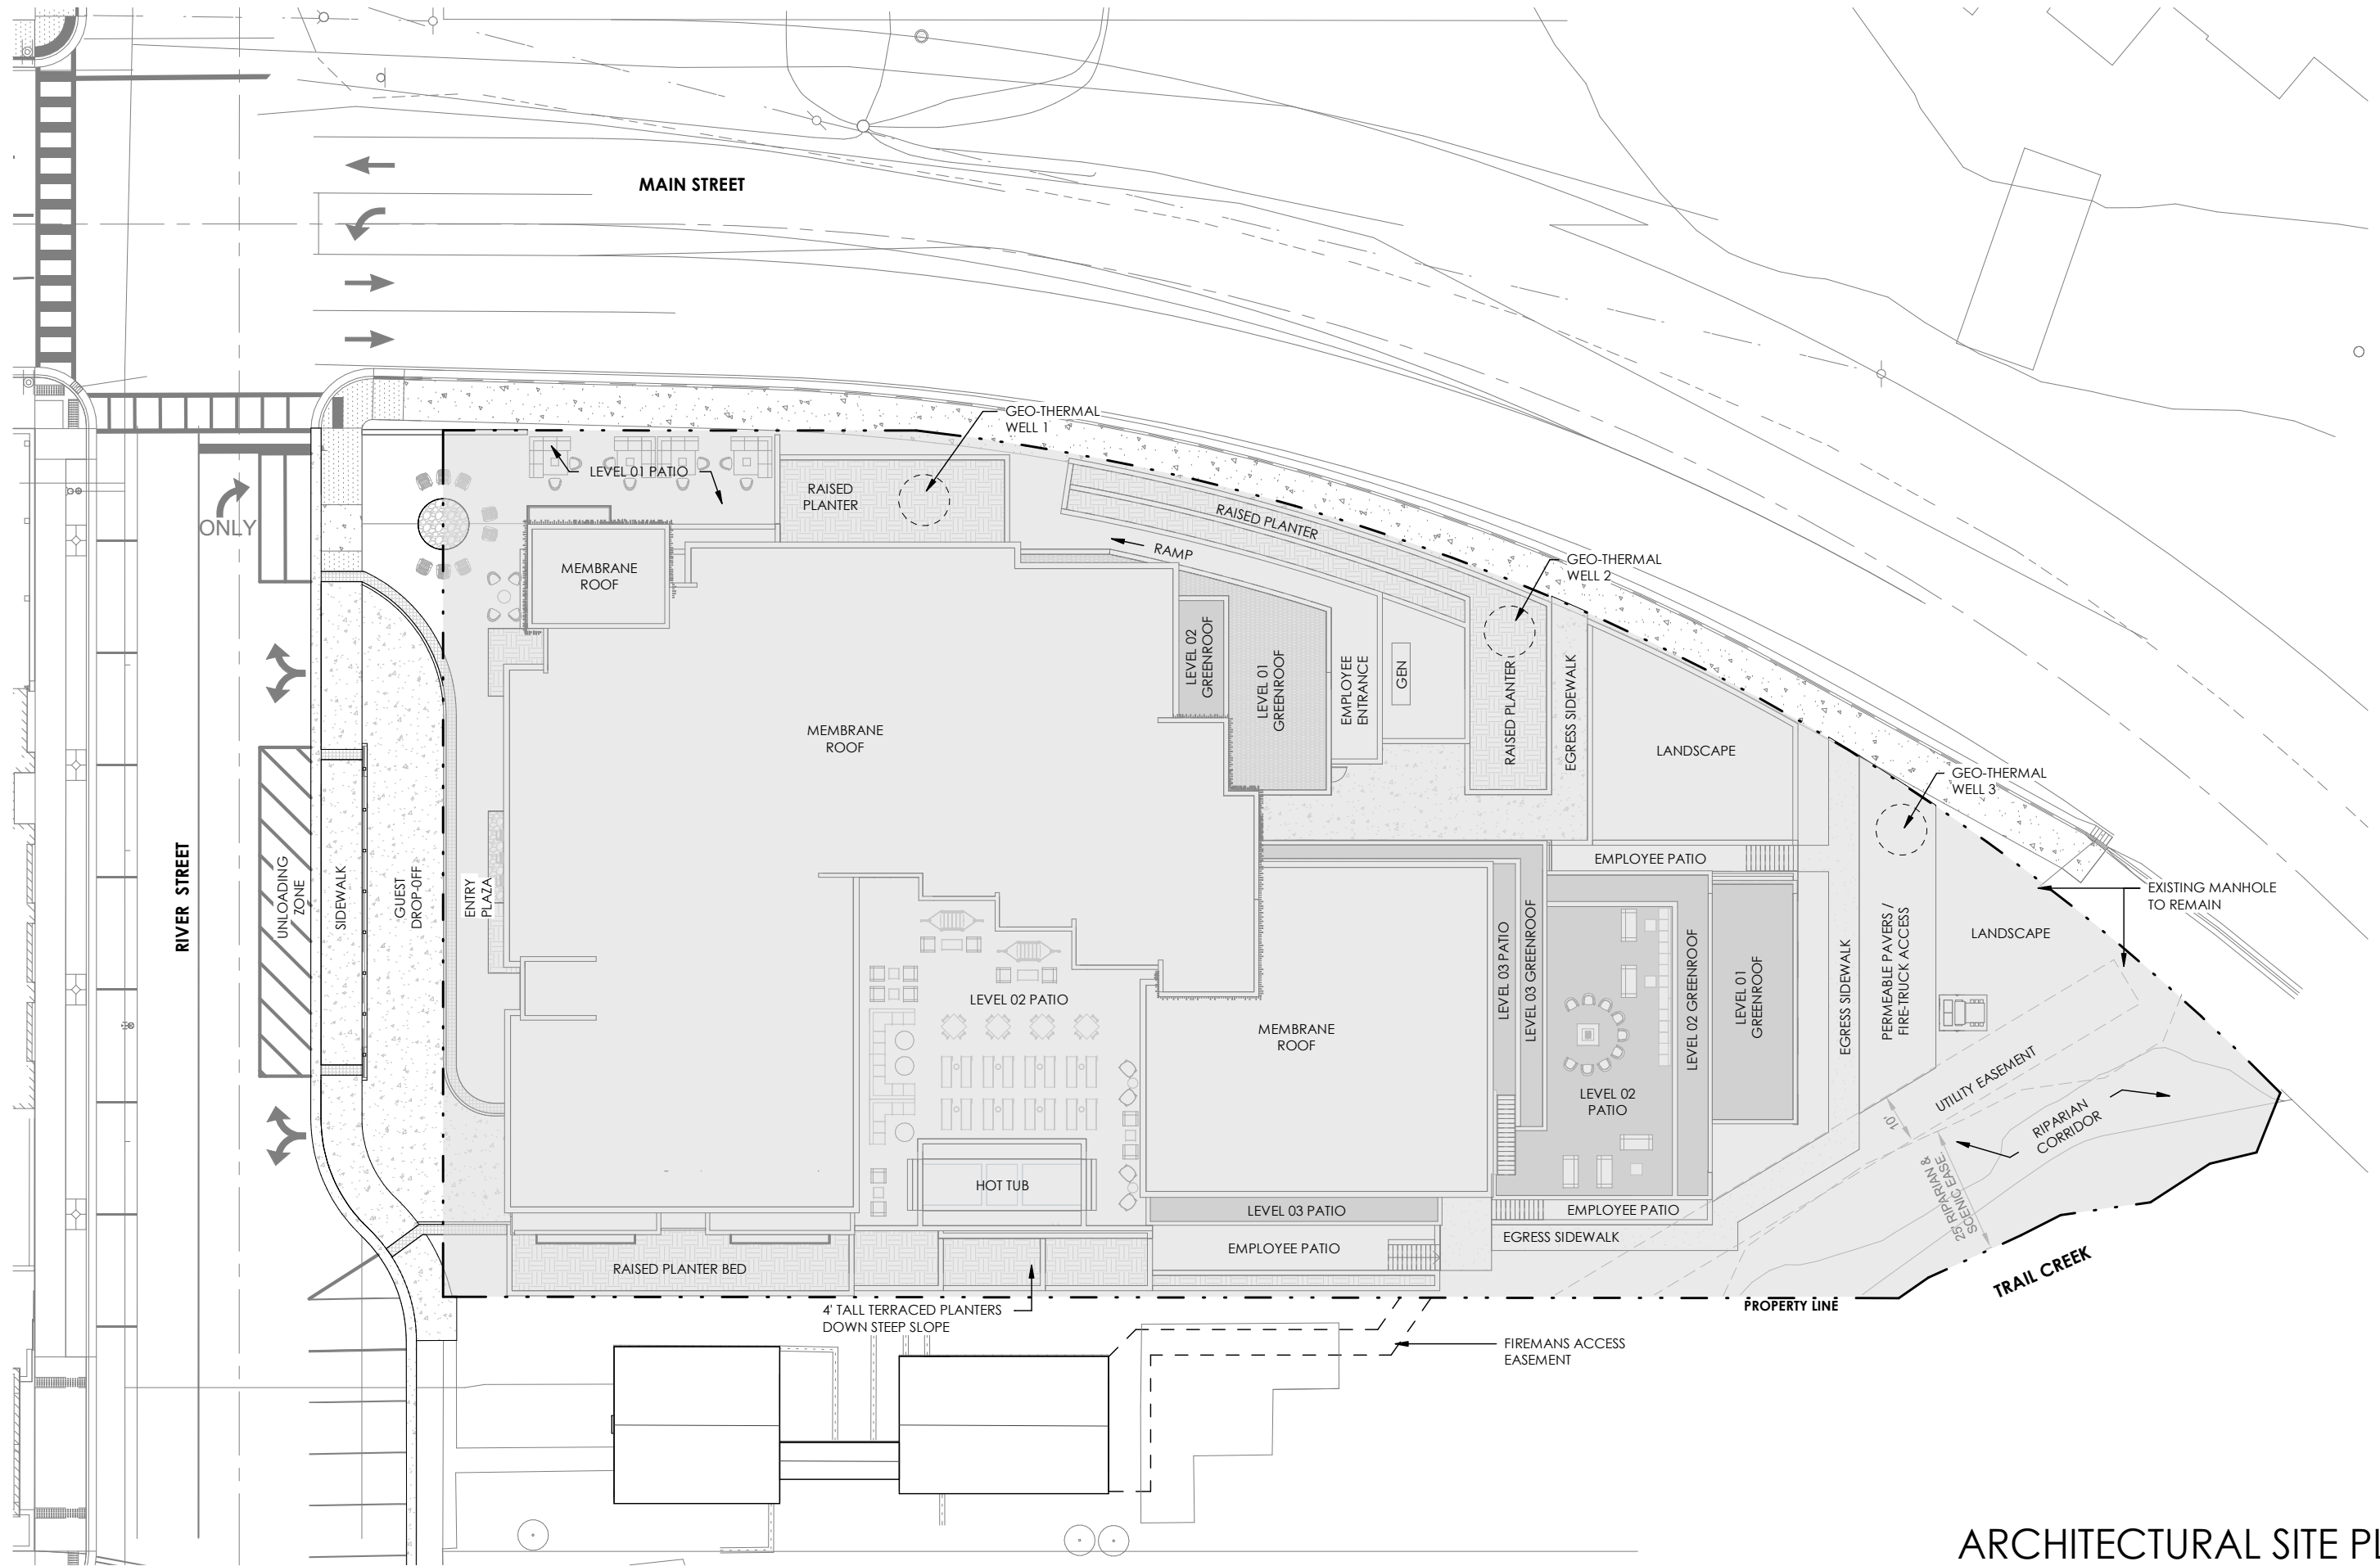 MAIN STREET
GEO-THERMAL
WELL 1
LEVEL 01 PATIO
RAISED
PLANTER
RAISED PLANTER
ONLY
RAMP
GEO-THERMAL
WELL 2
MEMBRANE
ROOF
LEVEL 02
GREENROOF
LEVEL 01
GREENROOF
EMPLOYEE
ENTRANCE
GEN
RAISED PLANTER
EGRESS SIDEWALK
MEMBRANE
ROOF
LANDSCAPE
GEO-THERMAL
WELL 3
RIVER STREET
UNLOADING
ZONE
SIDEWALK
GUEST
DROP-OFF
ENTRY
PLAZA
EMPLOYEE PATIO
EXISTING MANHOLE
TO REMAIN
LEVEL 03 PATIO
LEVEL 03 GREENROOF
LEVEL 02 GREENROOF
LEVEL 01
GREENROOF
EGRESS SIDEWALK
PERMEABLE PAVERS /
FIRE-TRUCK ACCESS
LANDSCAPE
LEVEL 02 PATIO
MEMBRANE
ROOF
LEVEL 02
PATIO
UTILITY EASEMENT
10'
RIPARIAN
CORRIDOR
25' RIPARIAN &
SCENIC EASE.
HOT TUB
LEVEL 03 PATIO
EMPLOYEE PATIO
EMPLOYEE PATIO
EGRESS SIDEWALK
RAISED PLANTER BED
TRAIL CREEK
4' TALL TERRACED PLANTERS
DOWN STEEP SLOPE
PROPERTY LINE
FIREMANS ACCESS
EASEMENT
ARCHITECTURAL SITE PL